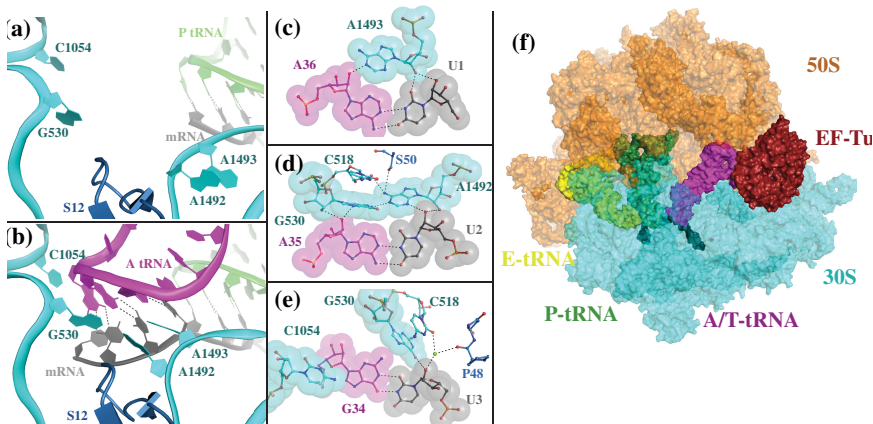 (a)
C1054
P tRNA
G530
mRNA
A1493
A1492
S12
(b)
C1054
A tRNA
G530
mRNA
A1493
A1492
S12
(c)
A1493
A36
U1
(d)
C518
S50
A1492
G530
A35
U2
(e)
G530
C518
C1054
P48
G34
U3
(f)
50S
EF-Tu
E-tRNA
30S
P-tRNA
A/T-tRNA